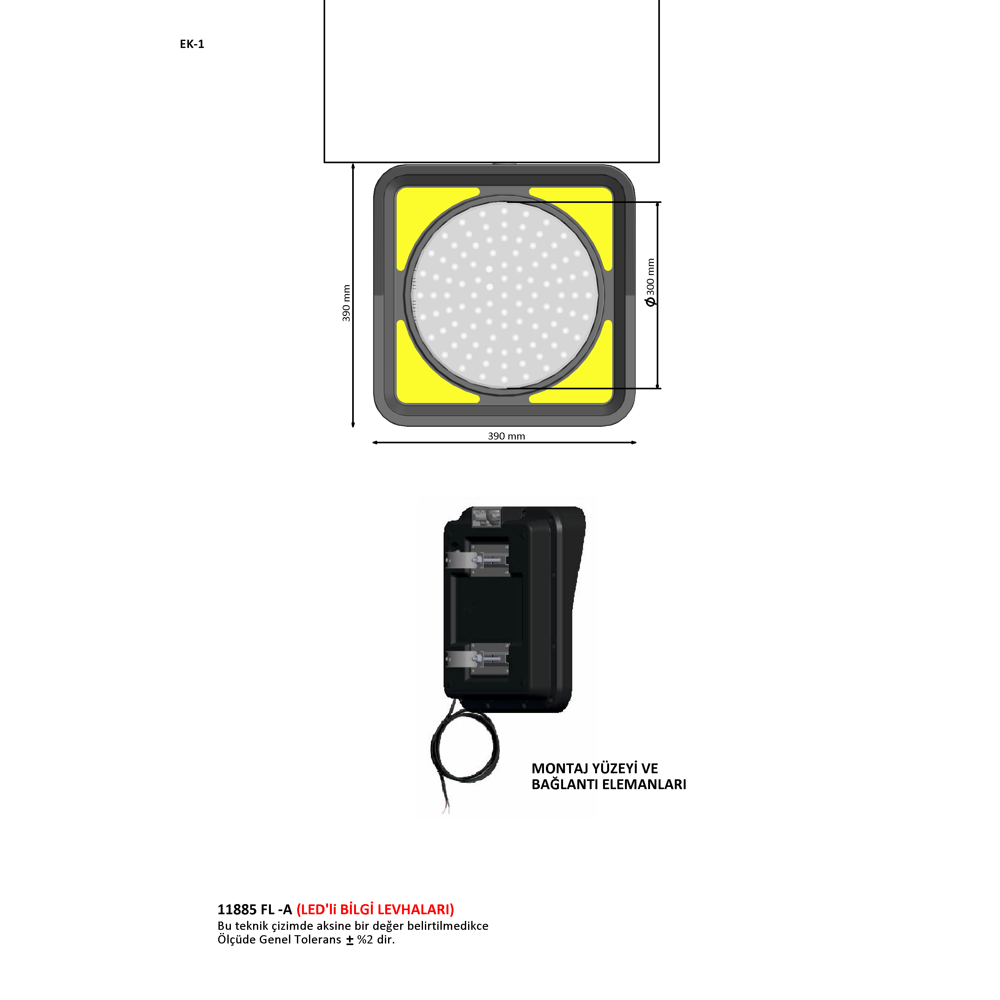 EK-1
390 mm
Ø 300 mm
390 mm
MONTAJ YÜZEYİ VE
BAĞLANTI ELEMANLARI
11885 FL -A (LED'li BİLGİ LEVHALARI)
Bu teknik çizimde aksine bir değer belirtilmedikce
Ölçüde Genel Tolerans ± %2 dir.